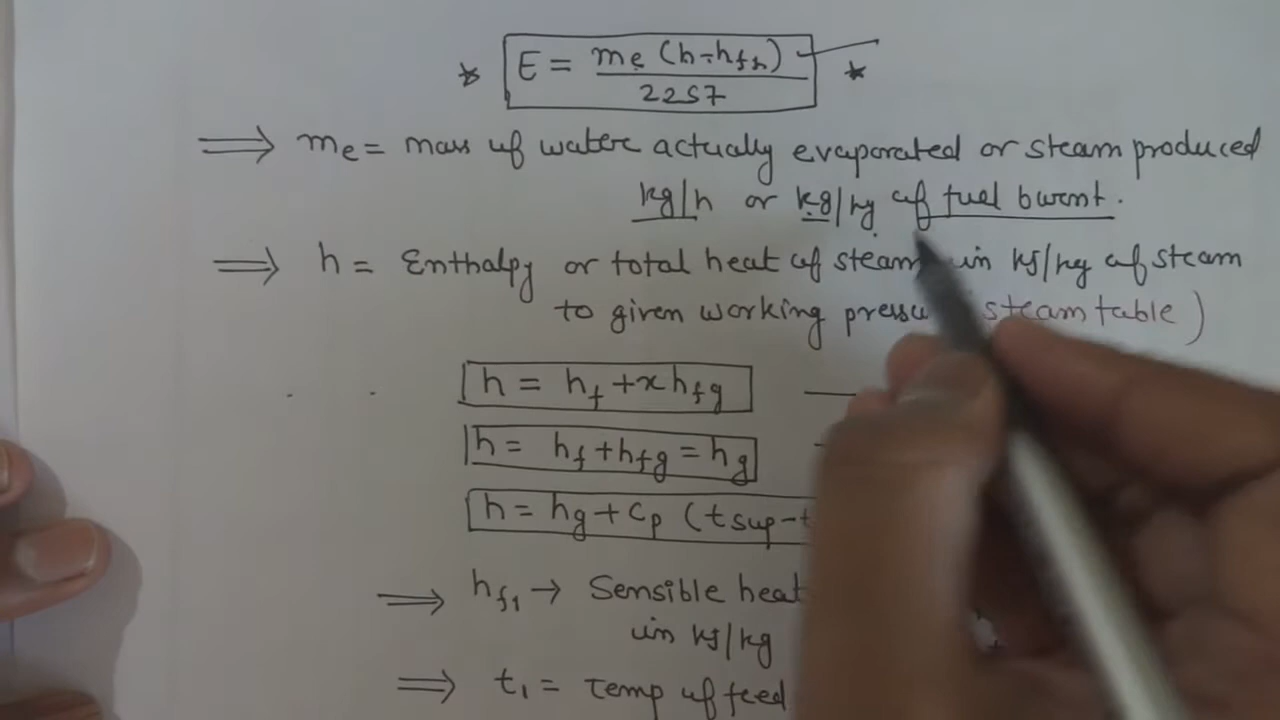 * E = me (h-hf1) / 2257 *
⇒ me = mass of water actually evaporated or steam produced
kg/h or kg/kg of fuel burnt.
⇒ h = Enthalpy or total heat of steam in kJ/kg of steam
to given working steam table)
h = hf + x hfg
h = hf + hfg = hg
h = hg + cp (tsup - t
⇒ hf1 → Sensible heat
in kJ/kg
⇒ t1 = Temp of feed